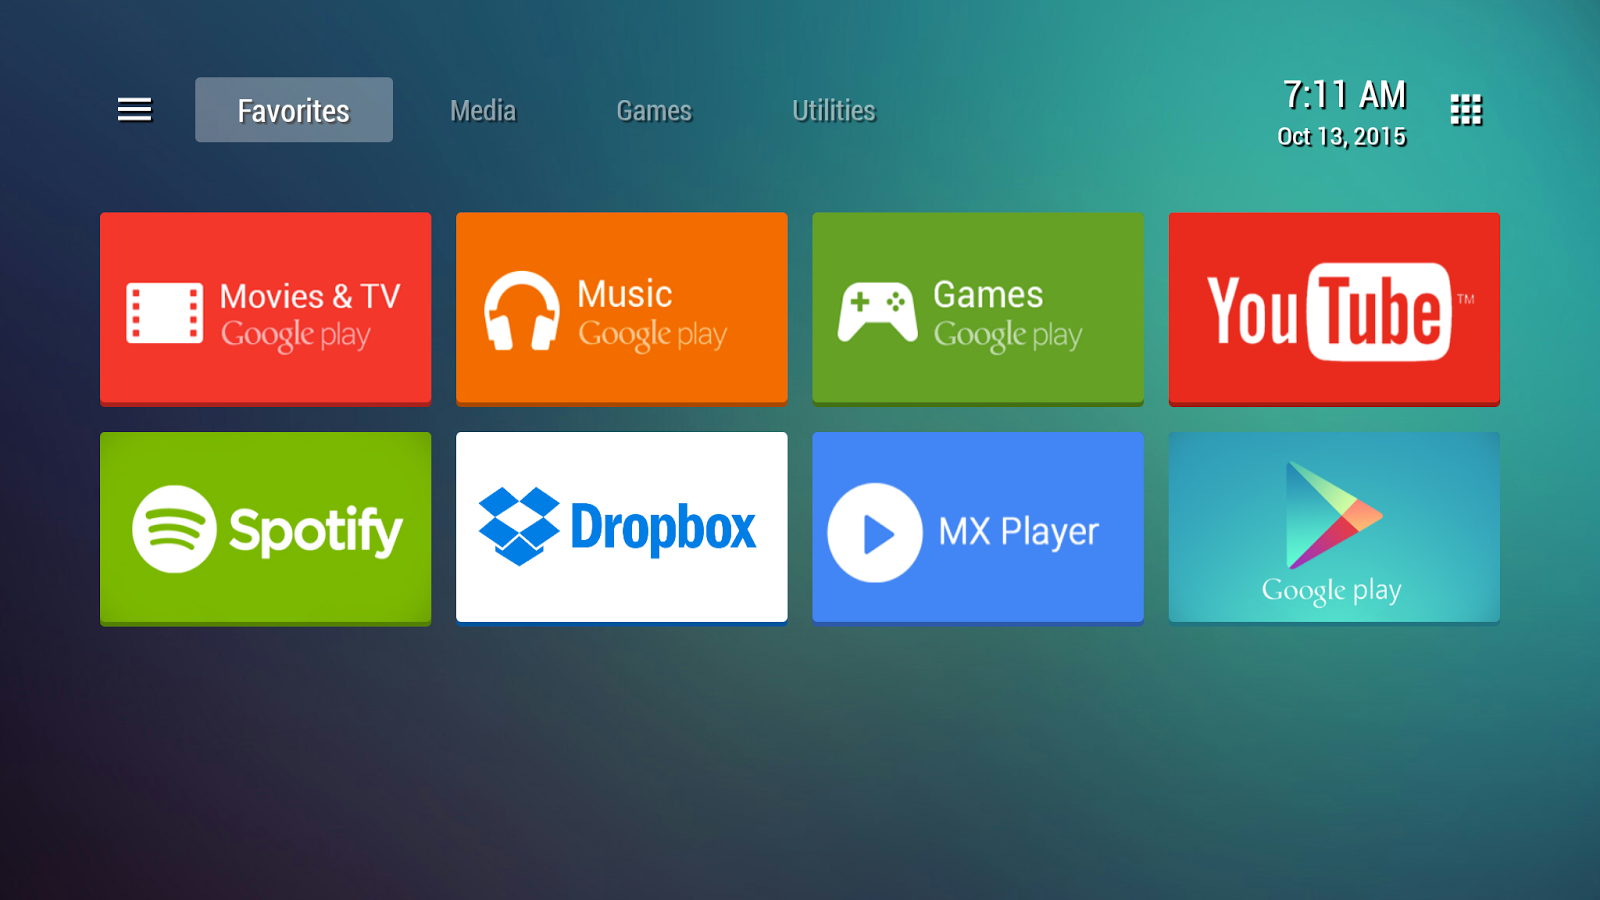 Favorites
Media
Games
Utilities
7:11 AM
Oct 13, 2015
Movies & TV
Google play
Music
Google play
Games
Google play
YouTube™
Spotify
Dropbox
MX Player
Google play